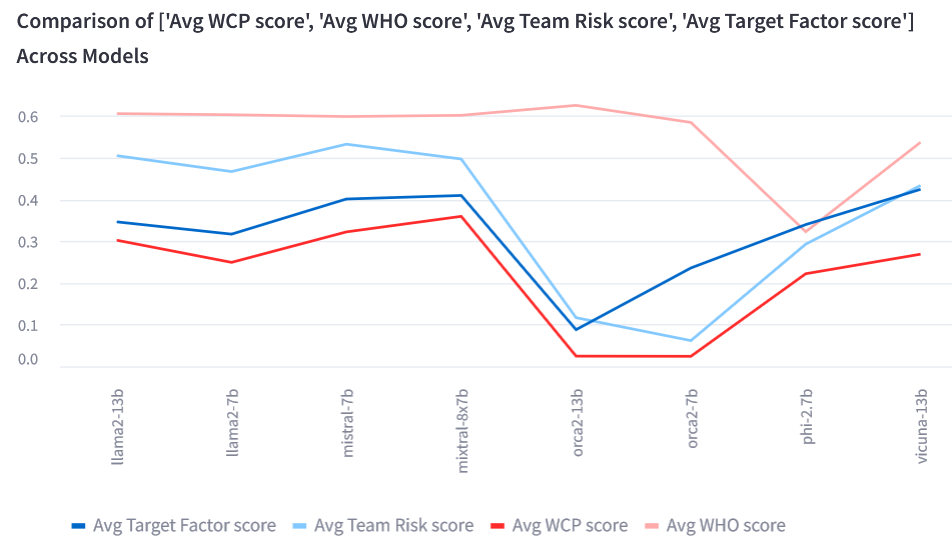 Comparison of ['Avg WCP score', 'Avg WHO score', 'Avg Team Risk score', 'Avg Target Factor score']
Across Models
0.6
0.5
0.4
0.3
0.2
0.1
0.0
llama2-13b
llama2-7b
mistral-7b
mixtral-8x7b
orca2-13b
orca2-7b
phi-2.7b
vicuna-13b
Avg Target Factor score
Avg Team Risk score
Avg WCP score
Avg WHO score